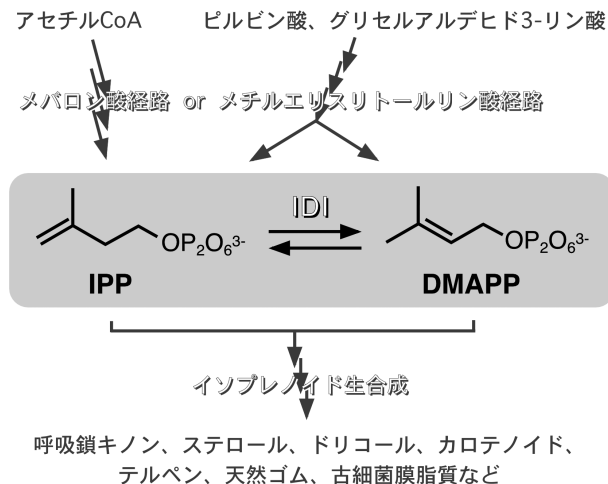 アセチルCoA ピルビン酸、グリセルアルデヒド3-リン酸
メバロン酸経路 or メチルエリスリトールリン酸経路
IDI
OP2O63- OP2O63-
IPP DMAPP
イソプレノイド生合成
呼吸鎖キノン、ステロール、ドリコール、カロテノイド、
テルペン、天然ゴム、古細菌膜脂質など